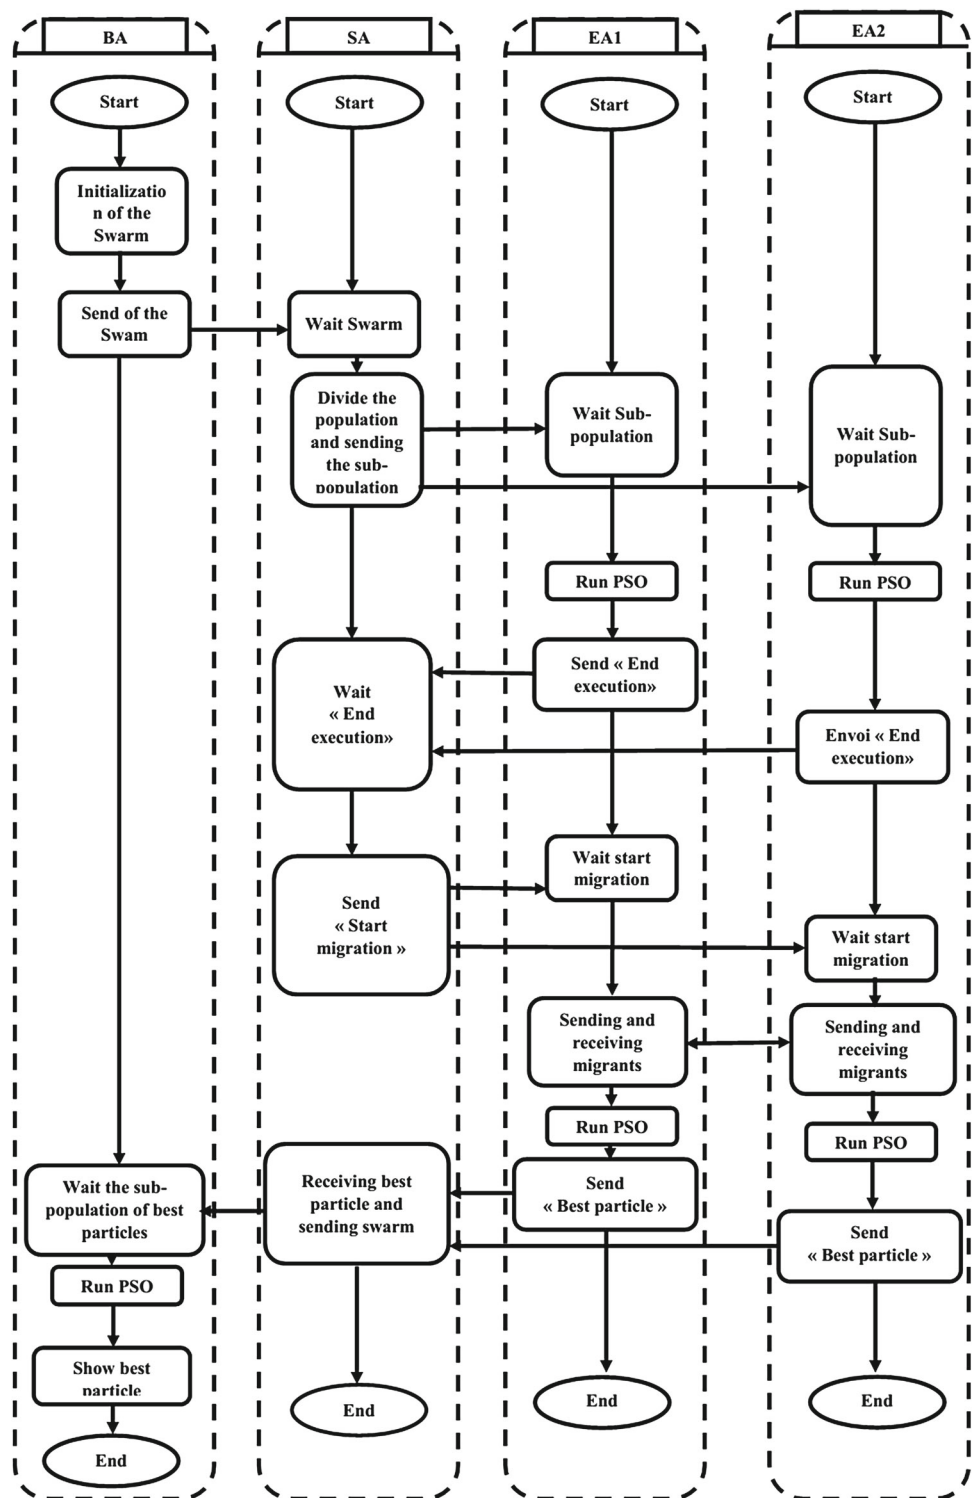 BA
Start
Initializatio
n of the
Swarm
Send of the
Swam
Wait the sub-
population of best
particles
Run PSO
Show best
particle
End
SA
Start
Wait Swarm
Divide the
population
and sending
the sub-
population
Wait
« End
execution»
Send
« Start
migration »
Receiving best
particle and
sending swarm
End
EA1
Start
Wait Sub-
population
Run PSO
Send « End
execution»
Wait start
migration
Sending and
receiving
migrants
Run PSO
Send
« Best particle »
End
EA2
Start
Wait Sub-
population
Run PSO
Envoi « End
execution»
Wait start
migration
Sending and
receiving
migrants
Run PSO
Send
« Best particle »
End